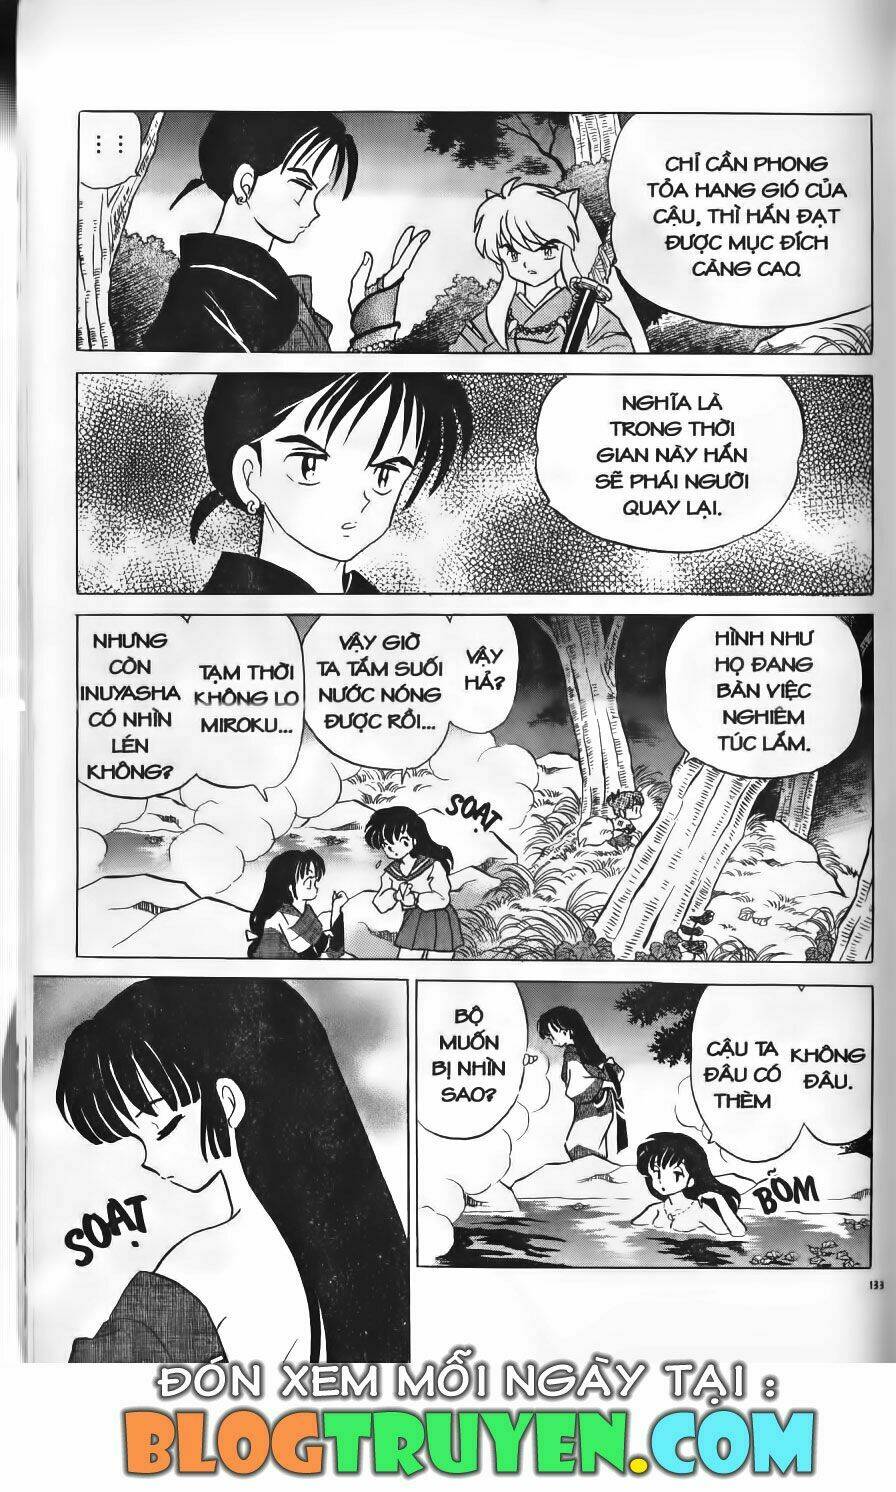 CHỈ CẦN PHONG
TỎA HANG GIÓ CỦA
CẬU, THÌ HẮN ĐẠT
ĐƯỢC MỤC ĐÍCH
CÀNG CAO.
⋮ ⋮
NGHĨA LÀ
TRONG THỜI
GIAN NÀY HẮN
SẼ PHÁI NGƯỜI
QUAY LẠI.
HÌNH NHƯ
HỌ ĐANG
BÀN VIỆC
NGHIÊM
TÚC LẮM.
VẬY
HẢ?
VẬY GIỜ
TA TẮM SUỐI
NƯỚC NÓNG
ĐƯỢC RỒI...
TẠM THỜI
KHÔNG LO
MIROKU...
NHƯNG
CÒN
INUYASHA
CÓ NHÌN
LÉN
KHÔNG?
SOẠT
KHÔNG
ĐÂU.
CẬU TA
ĐÂU CÓ
THÈM
BỘ
MUỐN
BỊ NHÌN
SAO?
BÕM
SOẠT
133
ĐÓN XEM MỖI NGÀY TẠI :
BLOGTRUYEN.COM